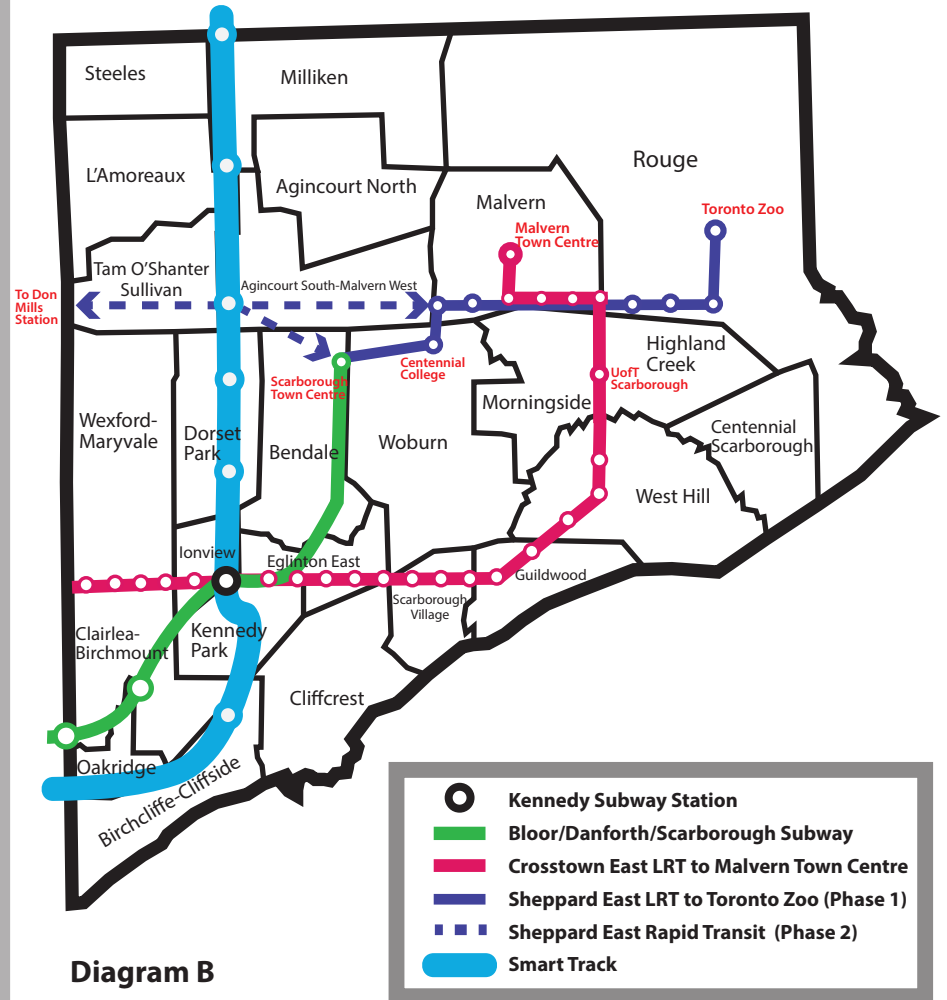 Steeles
Milliken
Rouge
L'Amoreaux
Agincourt North
Malvern
Toronto Zoo
Malvern
Town Centre
Tam O'Shanter
Sullivan
Agincourt South-Malvern West
To Don
Mills
Station
Highland
Creek
Centennial
College
Scarborough
Town Centre
UofT
Scarborough
Wexford-
Maryvale
Dorset
Park
Bendale
Woburn
Morningside
Centennial
Scarborough
West Hill
Ionview
Eglinton East
Guildwood
Scarborough
Village
Clairlea-
Birchmount
Kennedy
Park
Cliffcrest
Oakridge
Birchcliffe-Cliffside
Kennedy Subway Station
Bloor/Danforth/Scarborough Subway
Crosstown East LRT to Malvern Town Centre
Sheppard East LRT to Toronto Zoo (Phase 1)
Sheppard East Rapid Transit (Phase 2)
Smart Track
Diagram B